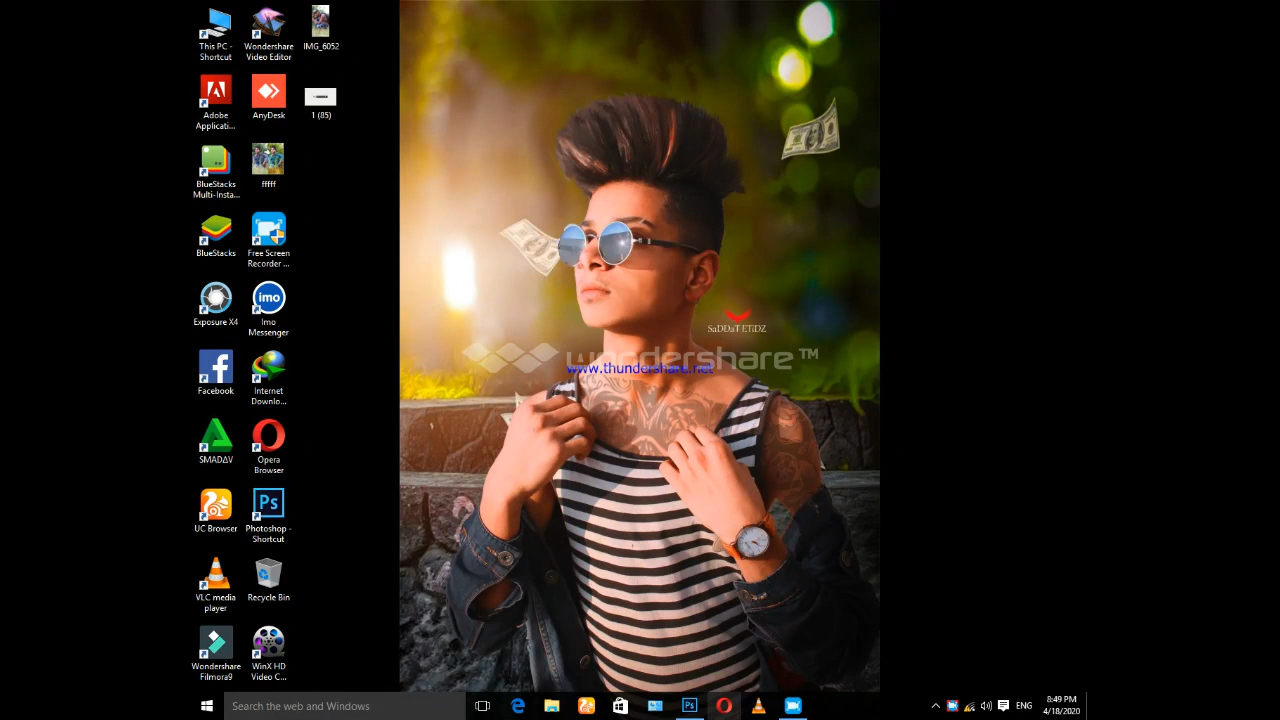 This PC -
Shortcut
Wondershare
Video Editor
IMG_6052
Adobe
Applicati...
AnyDesk
1 (85)
BlueStacks
Multi-Insta...
fffff
BlueStacks
Free Screen
Recorder ...
Exposure X4
imo
Imo
Messenger
Facebook
Internet
Downlo...
SMADAV
Opera
Browser
UC Browser
Ps
Photoshop -
Shortcut
VLC media
player
Recycle Bin
Wondershare
Filmora9
WinX HD
Video C...
SaDDaT ETiDZ
wondershare™
www.thundershare.net
Search the web and Windows
Ps
ENG
8:49 PM
4/18/2020